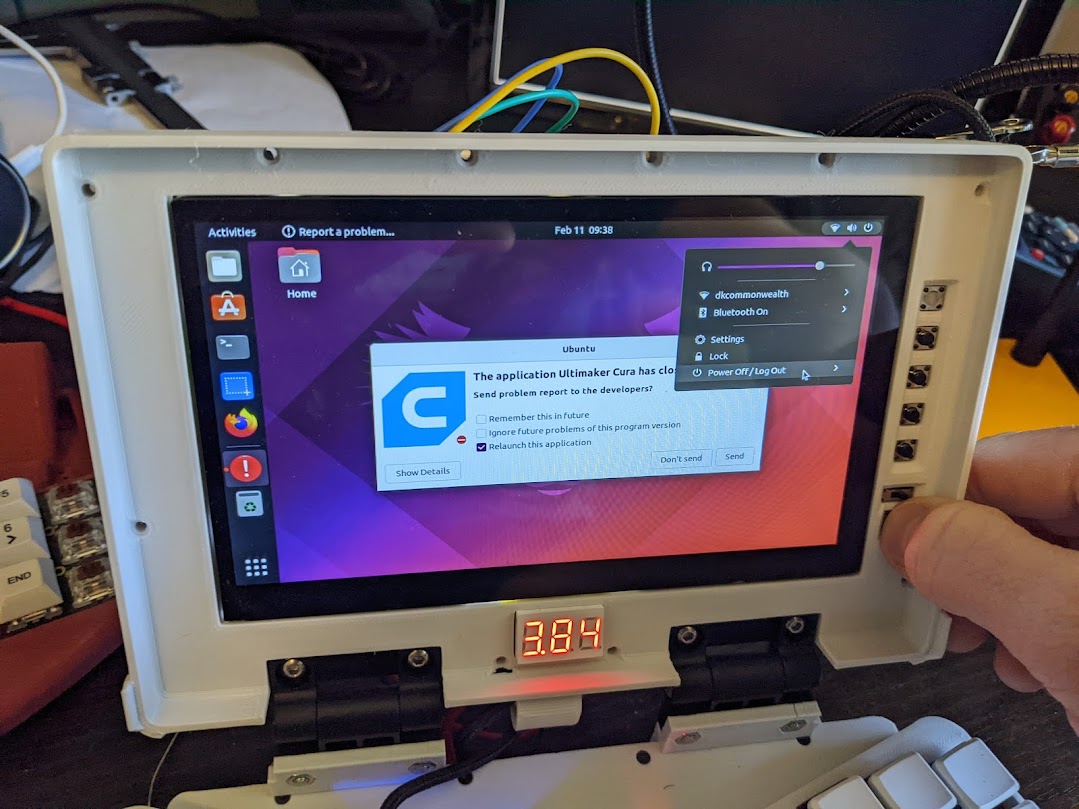 Activities
Report a problem...
Feb 11 09:38
Home
dkcommonwealth
Bluetooth On
Settings
Lock
Power Off / Log Out
Ubuntu
The application Ultimaker Cura has clo
Send problem report to the developers?
Remember this in future
Ignore future problems of this program version
Relaunch this application
Show Details
Don't send
Send
3.84
6
>
END